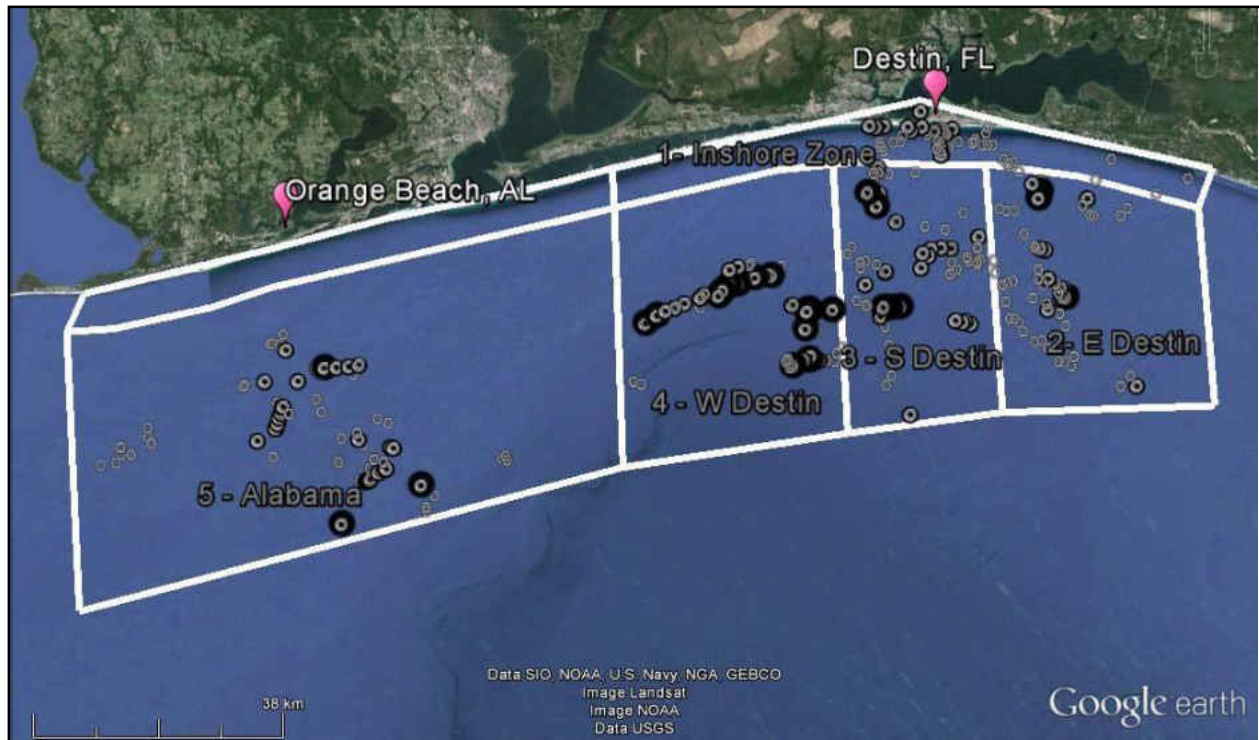 Destin, FL
1- Inshore Zone
Orange Beach, AL
2- E Destin
3 - S Destin
4 - W Destin
5 - Alabama
Data SIO, NOAA, U.S. Navy, NGA, GEBCO
Image Landsat
Image NOAA
Data USGS
38 km
Google earth